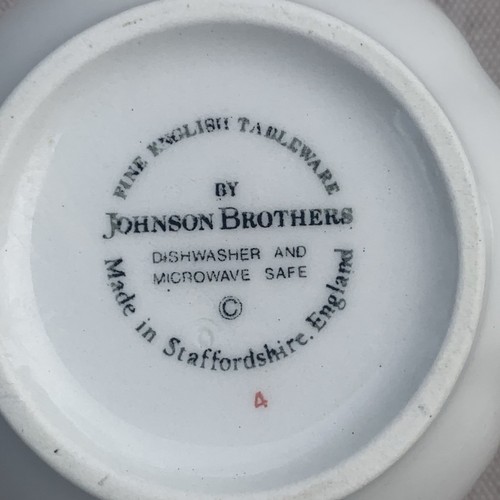 FINE ENGLISH TABLEWARE
BY
JOHNSON BROTHERS
DISHWASHER AND
MICROWAVE SAFE
©
Made in Staffordshire. England
4